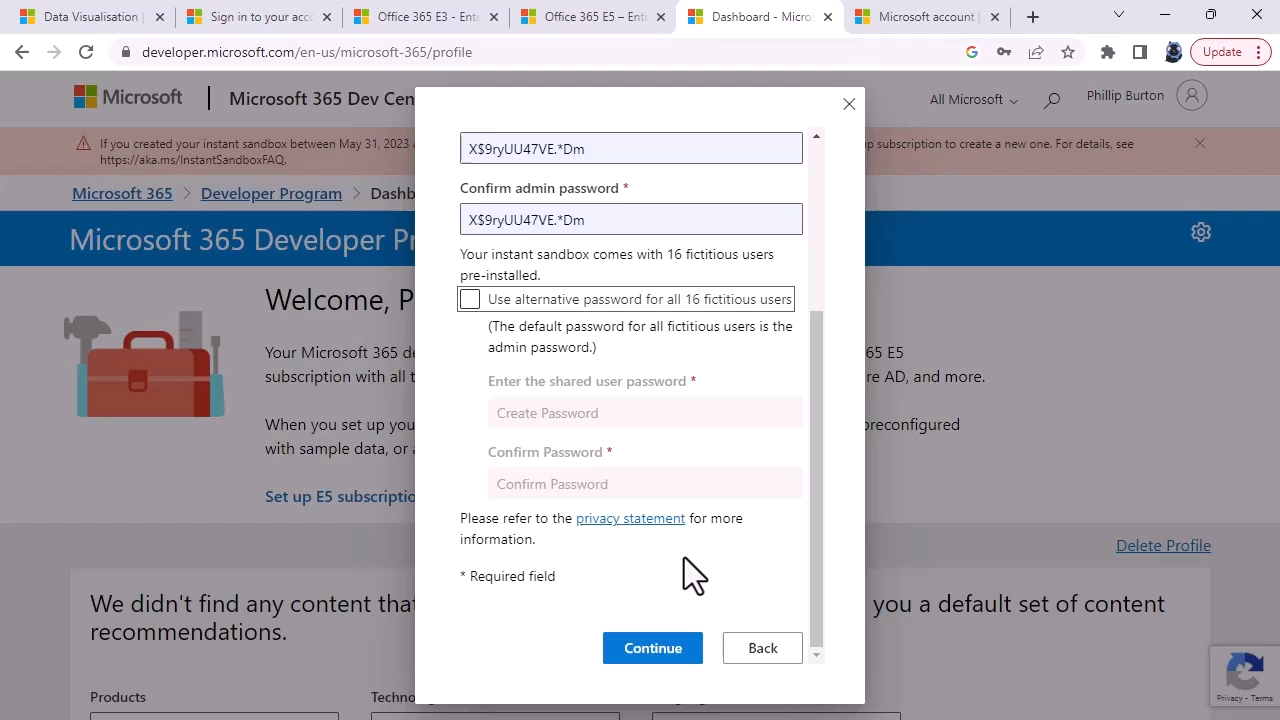 Data Visualisation
Sign in to your acco
Office 365 E3 - Ente
Office 365 E5 – Ente
Dashboard - Micros
Microsoft account
developer.microsoft.com/en-us/microsoft-365/profile
Update
Microsoft
Microsoft 365 Dev Cen
All Microsoft
Phillip Burton
If you created your instant sandbox between May 31, 2023
up subscription to create a new one. For details, see
https://aka.ms/InstantSandboxFAQ.
Microsoft 365
Developer Program
Dashb
Microsoft 365 Developer Pr
Welcome, P
Your Microsoft 365 de
65 E5
subscription with all t
re AD, and more.
When you set up you
preconfigured
with sample data, or a
Set up E5 subscriptio
Delete Profile
We didn't find any content that
you a default set of content
recommendations.
Products
Techno
X$9ryUU47VE.*Dm
Confirm admin password *
X$9ryUU47VE.*Dm
Your instant sandbox comes with 16 fictitious users
pre-installed.
Use alternative password for all 16 fictitious users
(The default password for all fictitious users is the
admin password.)
Enter the shared user password *
Create Password
Confirm Password *
Confirm Password
Please refer to the privacy statement for more
information.
* Required field
Continue
Back
Privacy - Terms